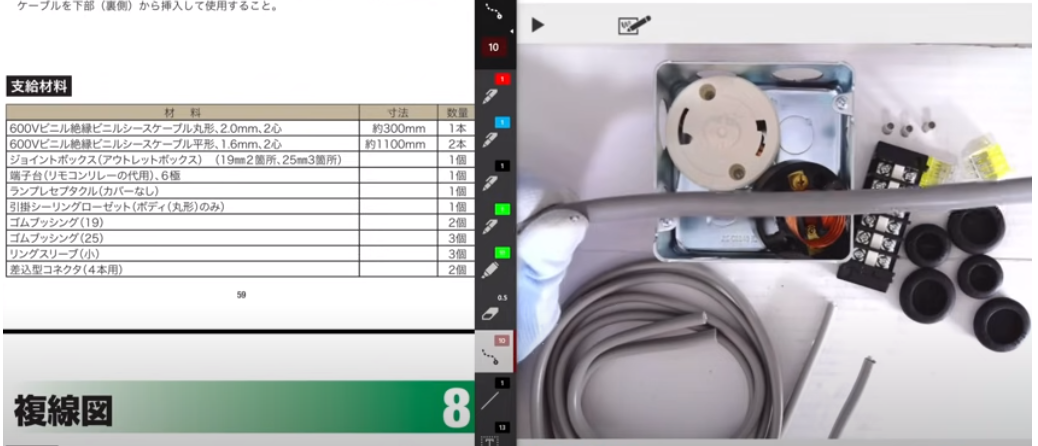 ケーブルを下部（裏側）から挿入して使用すること。
支給材料
材　料 寸法 数量
600Vビニル絶縁ビニルシースケーブル丸形、2.0mm、2心 約300mm 1本
600Vビニル絶縁ビニルシースケーブル平形、1.6mm、2心 約1100mm 2本
ジョイントボックス（アウトレットボックス）　（19㎜2箇所、25㎜3箇所） 1個
端子台（リモコンリレーの代用）、6極 1個
ランプレセプタクル（カバーなし） 1個
引掛シーリングローゼット（ボディ（丸形）のみ） 1個
ゴムブッシング（19） 2個
ゴムブッシング（25） 3個
リングスリーブ（小） 3個
差込型コネクタ（4本用） 2個
59
複線図 8
10
1
1
1
1
0.5
10
1
13
T